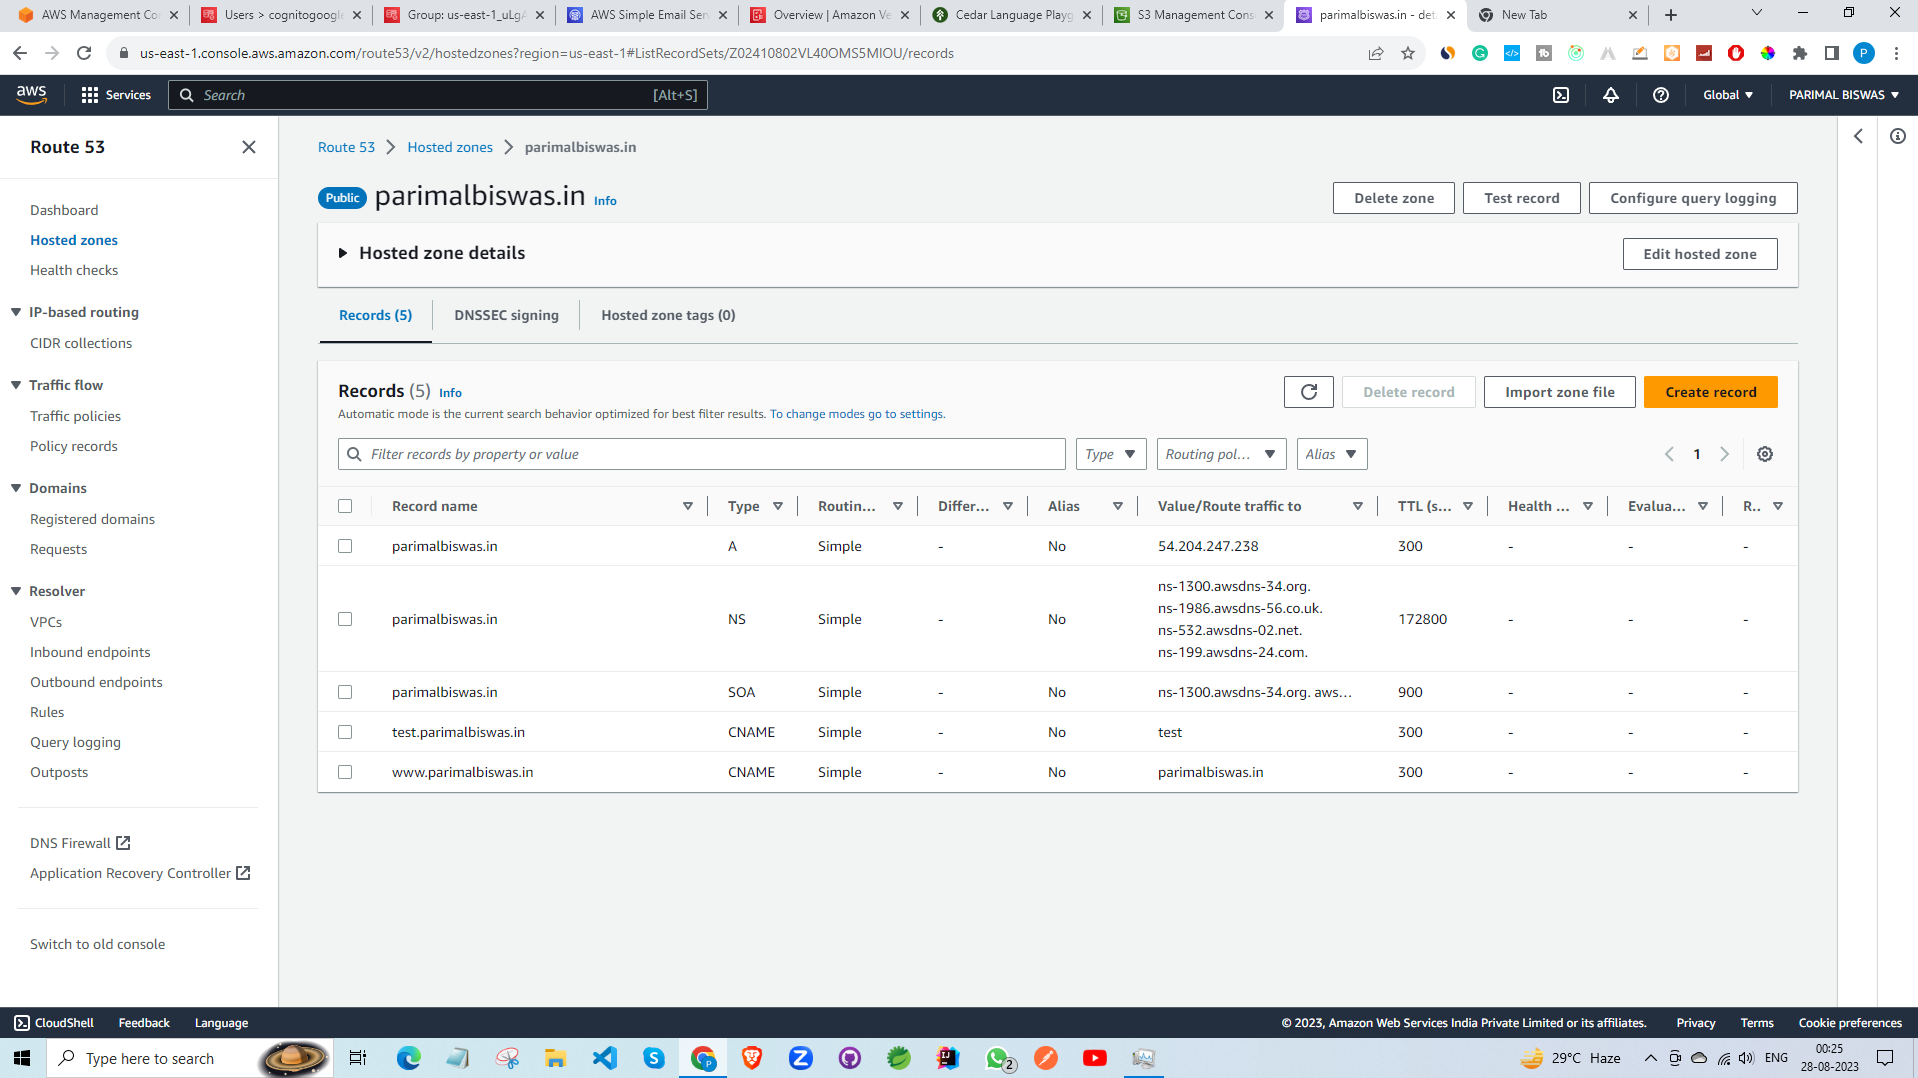 AWS Management Co
Users > cognitogoogle
Group: us-east-1_uLgA
AWS Simple Email Ser
Overview | Amazon Ve
Cedar Language Playg
S3 Management Cons
parimalbiswas.in - det
New Tab
us-east-1.console.aws.amazon.com/route53/v2/hostedzones?region=us-east-1#ListRecordSets/Z02410802VL40OMS5MIOU/records
P
aws
Services
Search
[Alt+S]
Global
PARIMAL BISWAS
Route 53
Dashboard
Hosted zones
Health checks
IP-based routing
CIDR collections
Traffic flow
Traffic policies
Policy records
Domains
Registered domains
Requests
Resolver
VPCs
Inbound endpoints
Outbound endpoints
Rules
Query logging
Outposts
DNS Firewall
Application Recovery Controller
Switch to old console
Route 53 > Hosted zones > parimalbiswas.in
Public parimalbiswas.in Info
Delete zone
Test record
Configure query logging
Hosted zone details
Edit hosted zone
Records (5)
DNSSEC signing
Hosted zone tags (0)
Records (5) Info
Automatic mode is the current search behavior optimized for best filter results. To change modes go to settings.
Delete record
Import zone file
Create record
Filter records by property or value
Type
Routing pol...
Alias
1
Record name Type Routin... Differ... Alias Value/Route traffic to TTL (s... Health ... Evalua... R..
parimalbiswas.in A Simple - No 54.204.247.238 300 - - -
parimalbiswas.in NS Simple - No ns-1300.awsdns-34.org.
ns-1986.awsdns-56.co.uk.
ns-532.awsdns-02.net.
ns-199.awsdns-24.com.
172800 - - -
parimalbiswas.in SOA Simple - No ns-1300.awsdns-34.org. aws... 900 - - -
test.parimalbiswas.in CNAME Simple - No test 300 - - -
www.parimalbiswas.in CNAME Simple - No parimalbiswas.in 300 - - -
CloudShell
Feedback
Language
© 2023, Amazon Web Services India Private Limited or its affiliates.
Privacy
Terms
Cookie preferences
Type here to search
2
29°C Haze
ENG
00:25
28-08-2023